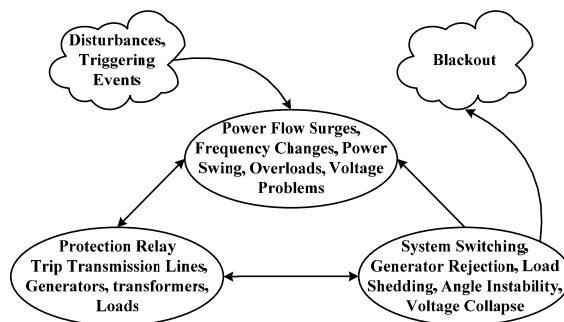 Disturbances,
Triggering
Events
Blackout
Power Flow Surges,
Frequency Changes, Power
Swing, Overloads, Voltage
Problems
Protection Relay
Trip Transmission Lines,
Generators, transformers,
Loads
System Switching,
Generator Rejection, Load
Shedding, Angle Instability,
Voltage Collapse